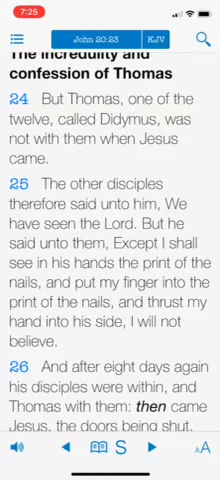 7:25
John 20:23 KJV
The incredulity and
confession of Thomas
24 But Thomas, one of the
twelve, called Didymus, was
not with them when Jesus
came.
25 The other disciples
therefore said unto him, We
have seen the Lord. But he
said unto them, Except I shall
see in his hands the print of the
nails, and put my finger into the
print of the nails, and thrust my
hand into his side, I will not
believe.
26 And after eight days again
his disciples were within, and
Thomas with them: then came
Jesus, the doors being shut,
S AA